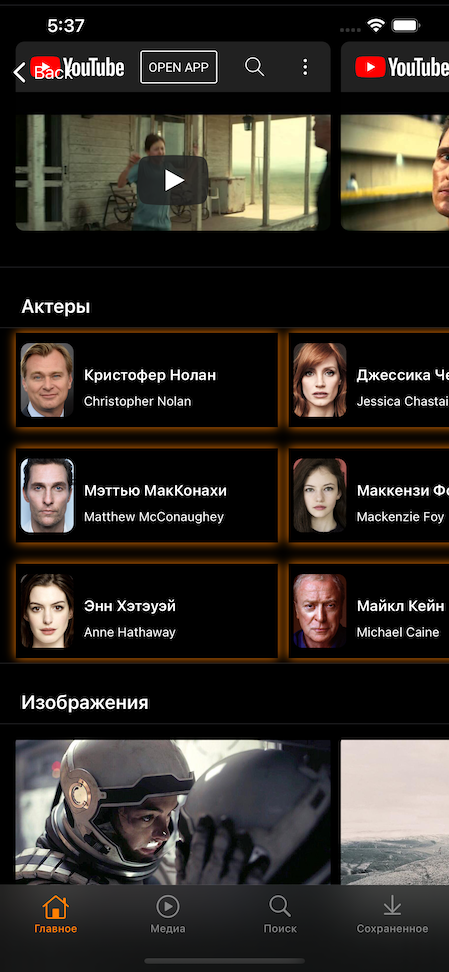 5:37
Back
YouTube
OPEN APP
YouTube
Актеры
Кристофер Нолан
Christopher Nolan
Джессика Че
Jessica Chastai
Мэттью МакКонахи
Matthew McConaughey
Маккензи Фо
Mackenzie Foy
Энн Хэтэуэй
Anne Hathaway
Майкл Кейн
Michael Caine
Изображения
Главное
Медиа
Поиск
Сохраненное